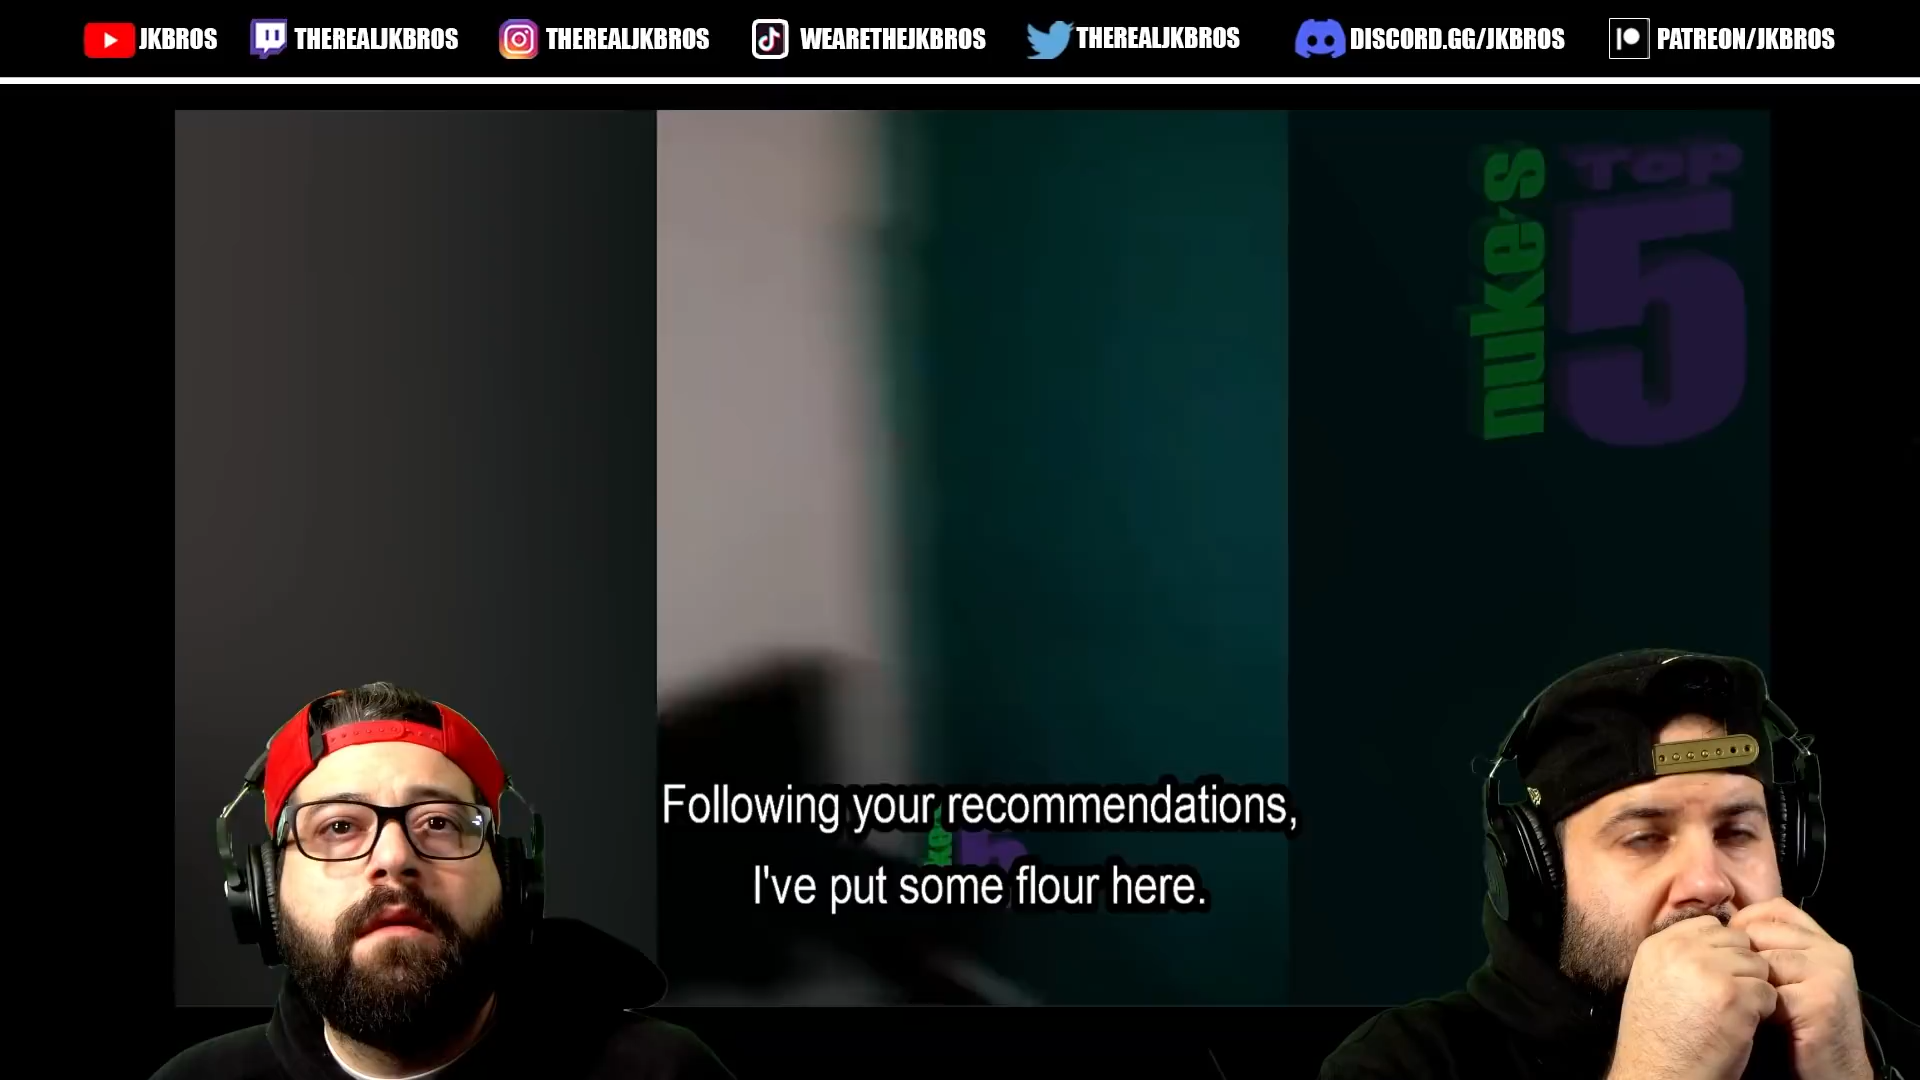 JKBROS THEREALJKBROS THEREALJKBROS WEARETHEJKBROS THEREALJKBROS DISCORD.GG/JKBROS PATREON/JKBROS
nuke's Top 5
Following your recommendations,
I've put some flour here.